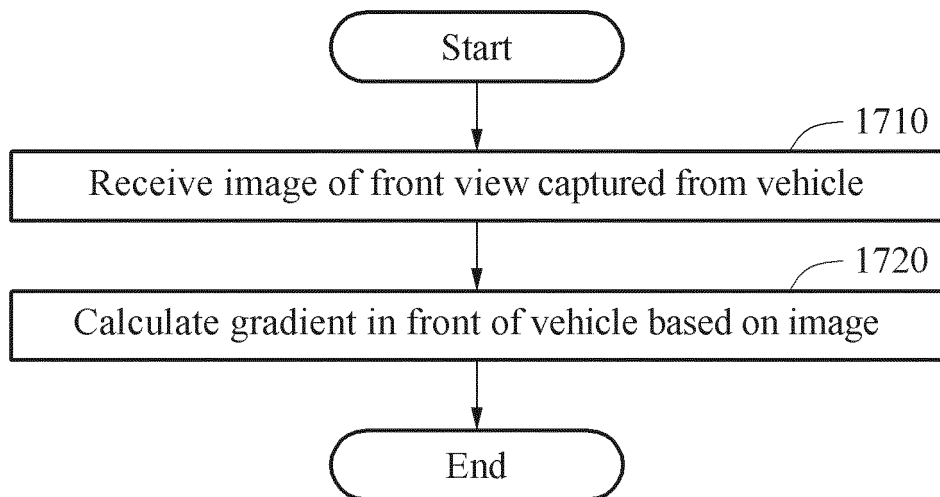 Start
1710
Receive image of front view captured from vehicle
1720
Calculate gradient in front of vehicle based on image
End